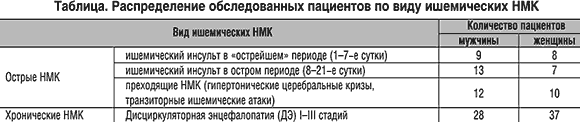 Таблица. Распределение обследованных пациентов по виду ишемических НМК
Вид ишемических НМК
Количество пациентов
мужчины женщины
Острые НМК
ишемический инсульт в «острейшем» периоде (1–7-е сутки) 9 8
ишемический инсульт в остром периоде (8–21-е сутки) 13 7
преходящие НМК (гипертонические церебральные кризы,
транзиторные ишемические атаки) 12 10
Хронические НМК Дисциркуляторная энцефалопатия (ДЭ) I–III стадий 28 37